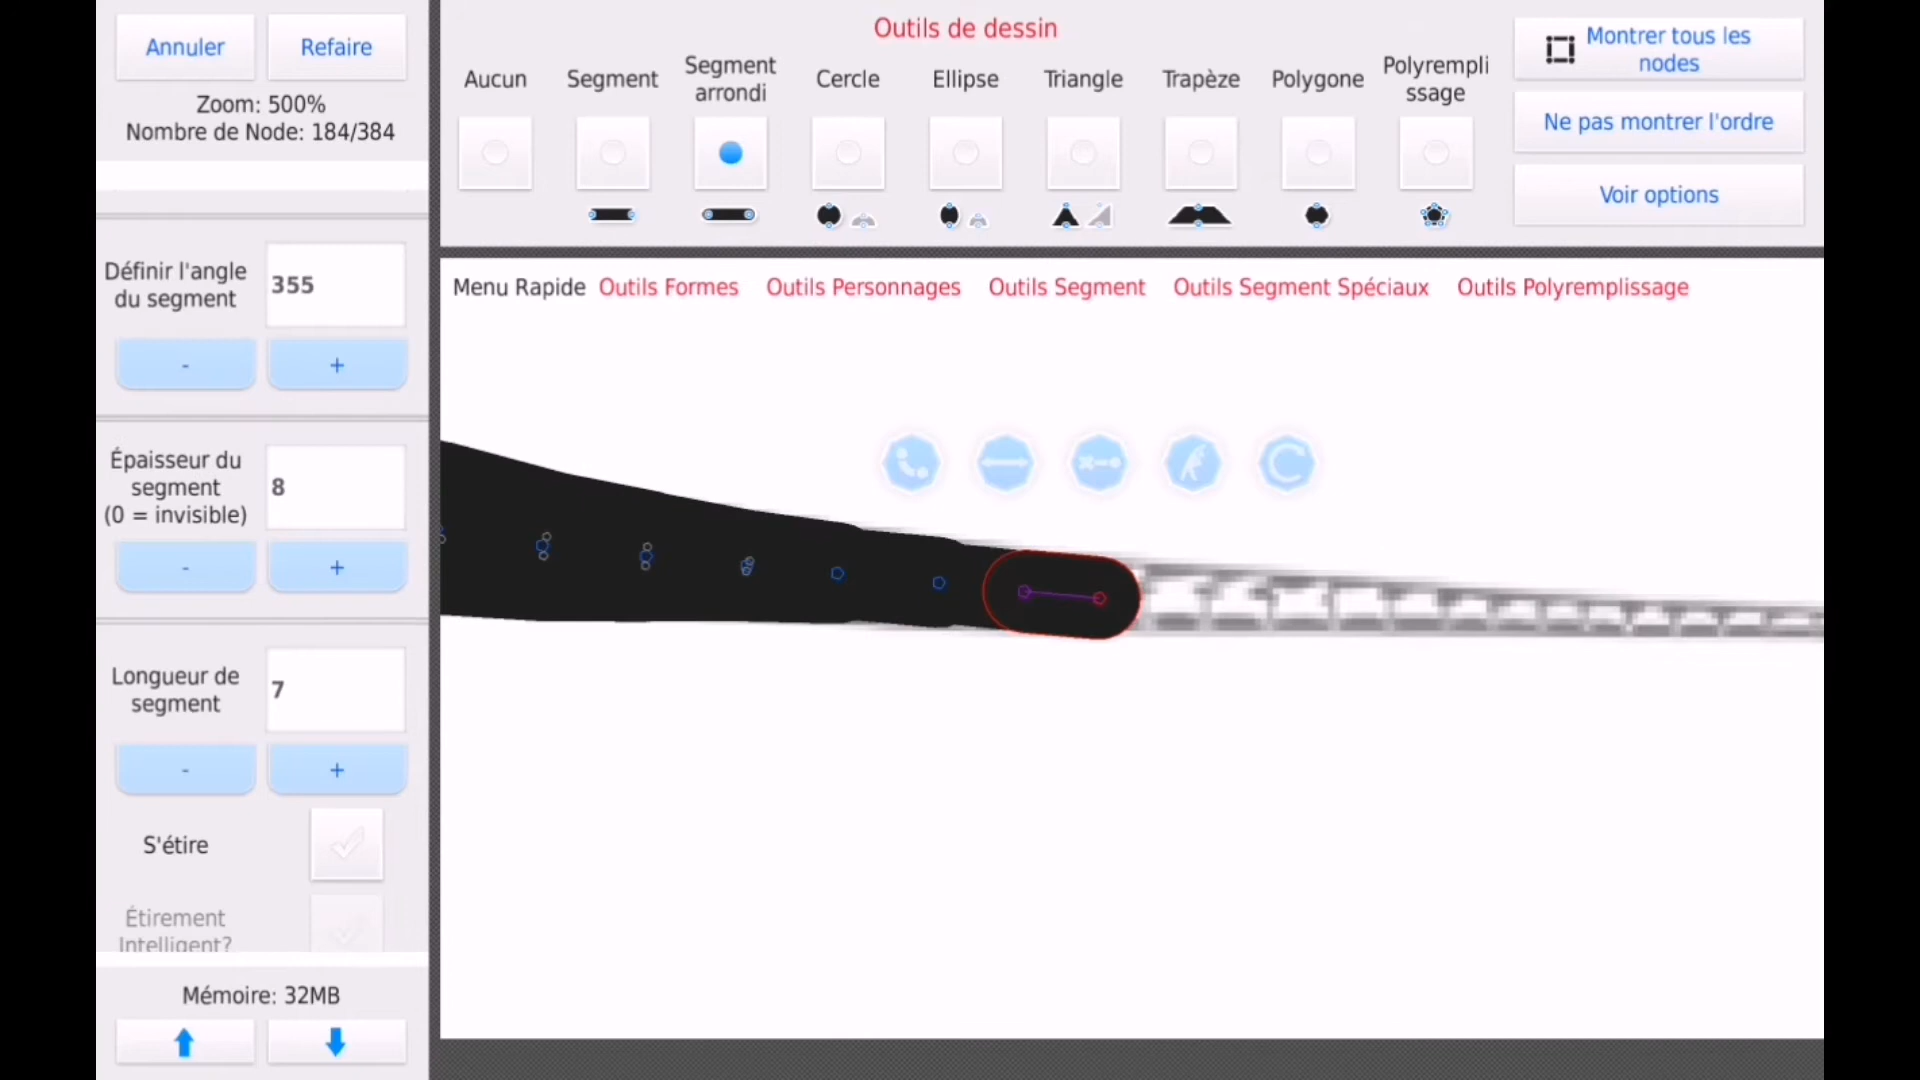 Annuler
Refaire
Zoom: 500%
Nombre de Node: 184/384
Définir l'angle
du segment
355
-
+
Épaisseur du
segment
(0 = invisible)
8
-
+
Longueur de
segment
7
-
+
S'étire
Étirement
Intelligent?
Mémoire: 32MB
Outils de dessin
Aucun
Segment
Segment
arrondi
Cercle
Ellipse
Triangle
Trapèze
Polygone
Polyrempli
ssage
Montrer tous les
nodes
Ne pas montrer l'ordre
Voir options
Menu Rapide
Outils Formes
Outils Personnages
Outils Segment
Outils Segment Spéciaux
Outils Polyremplissage